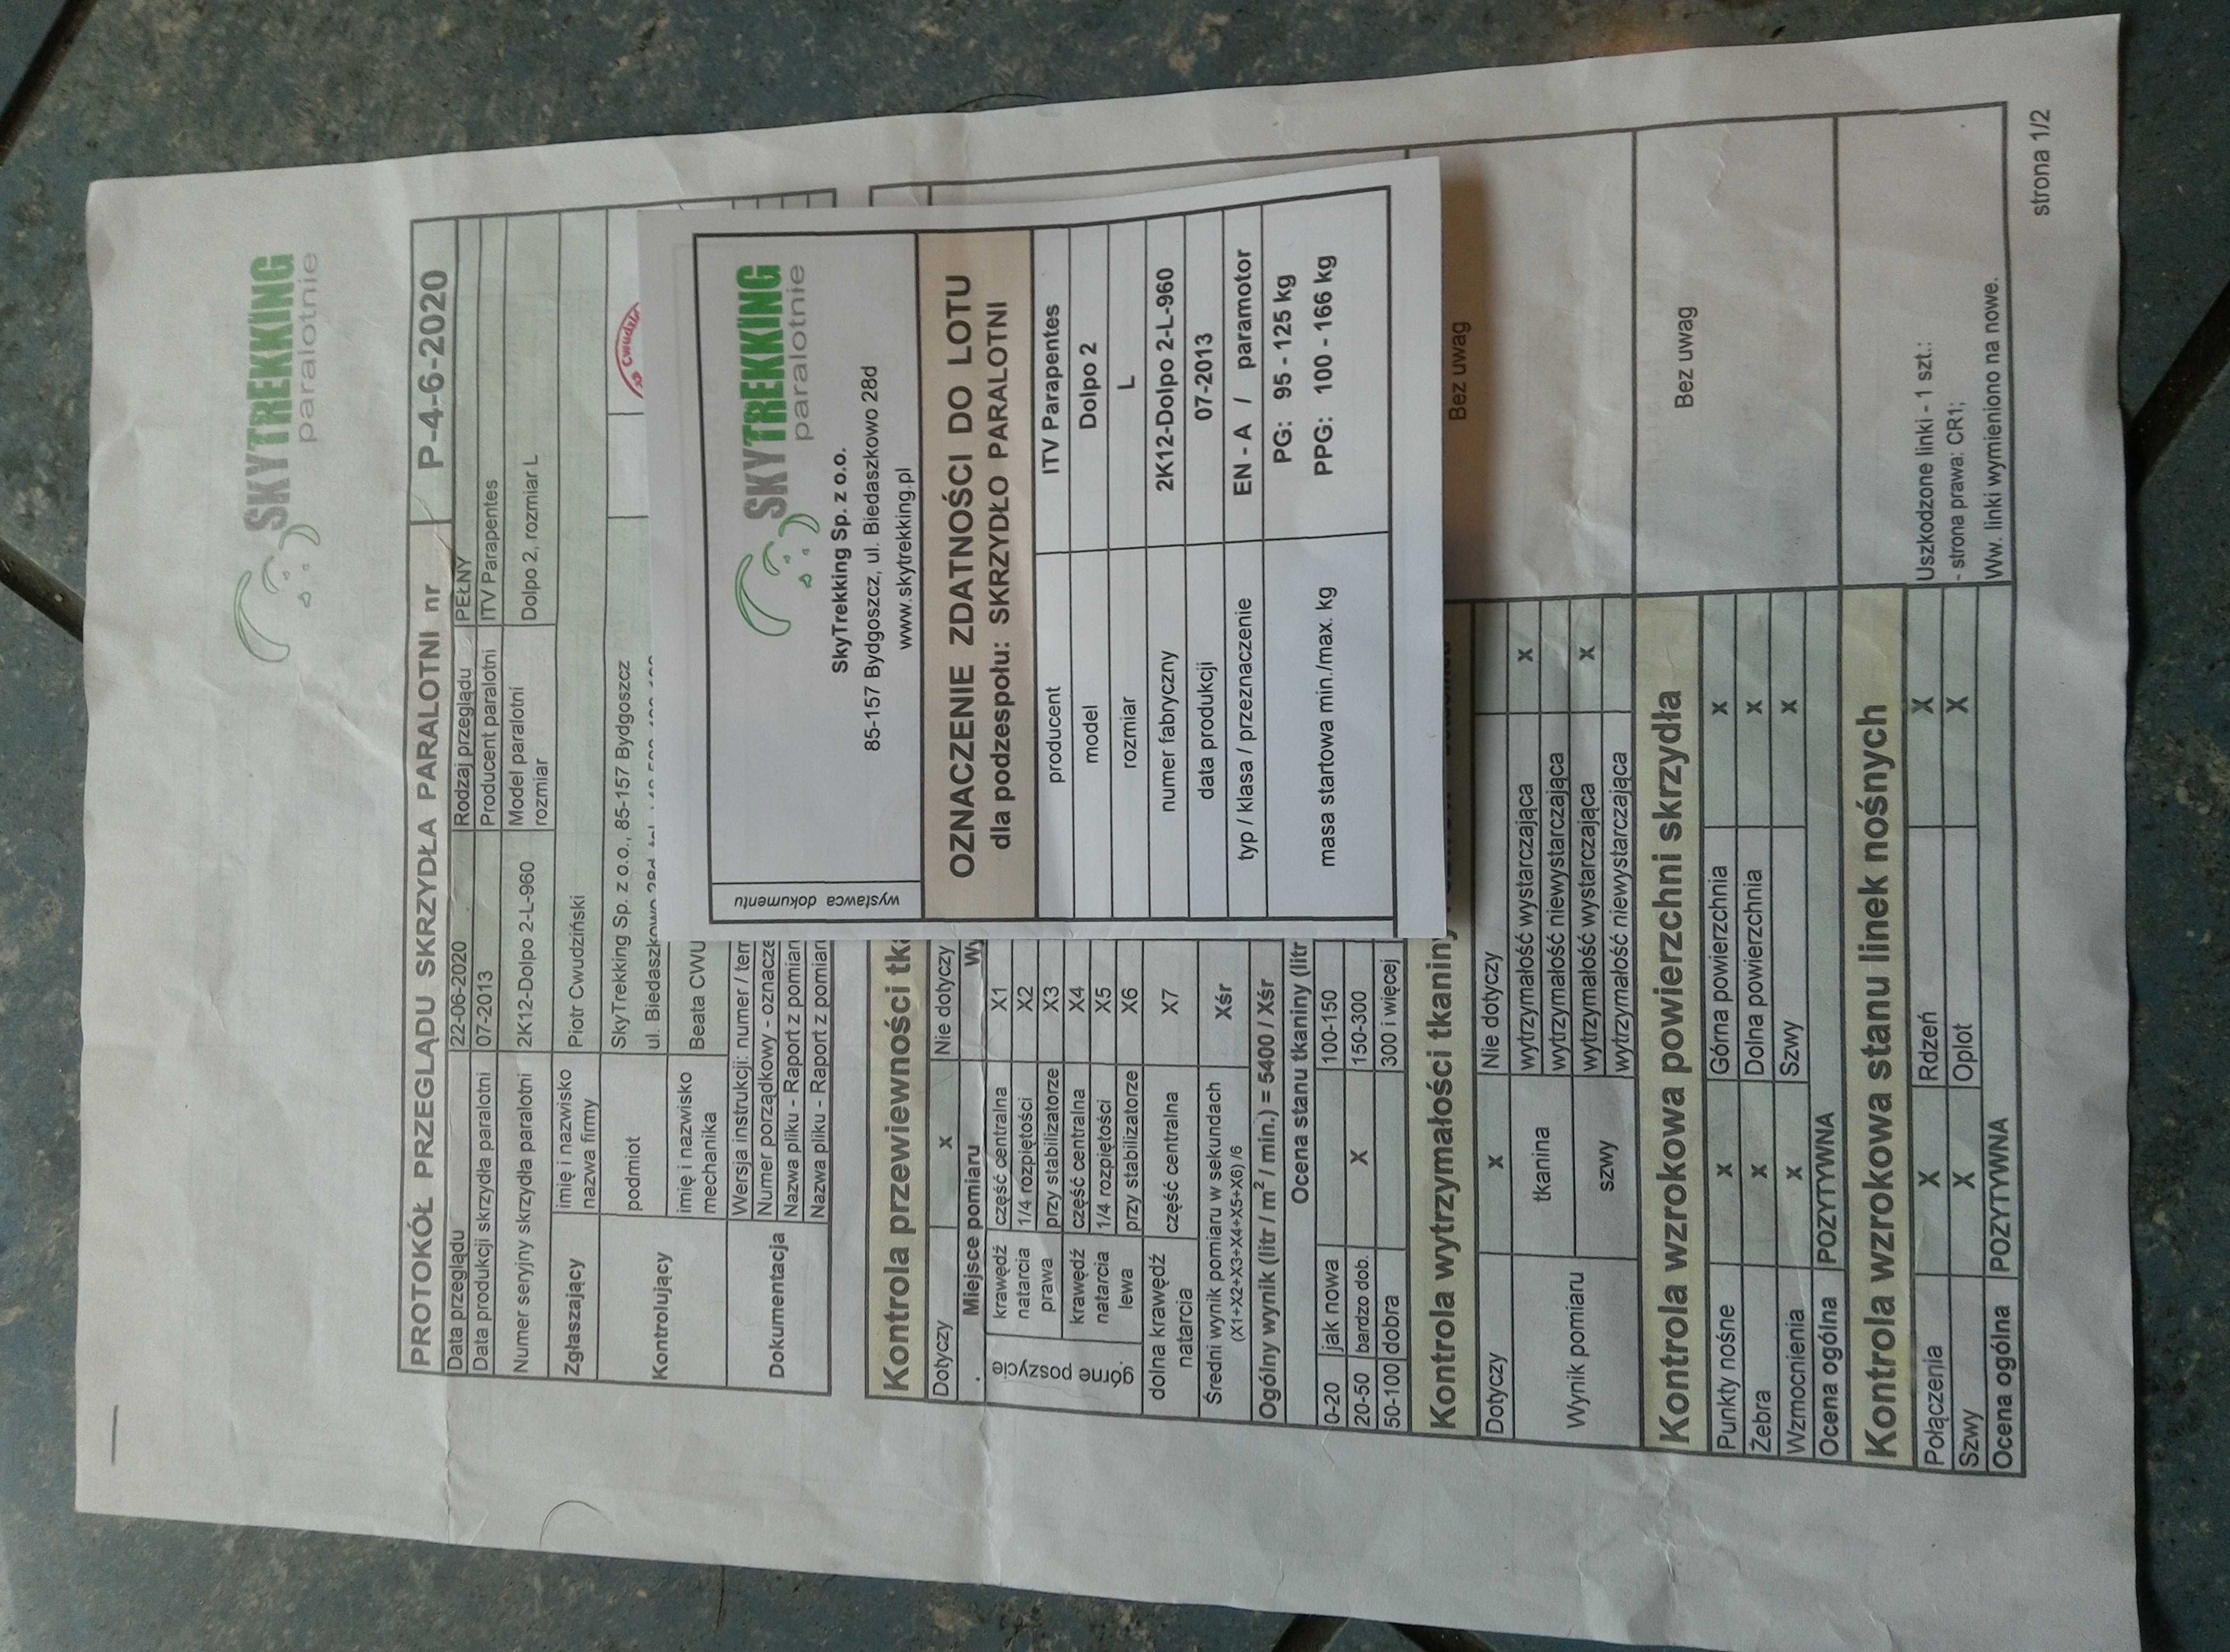 SKYTREKKING
paralotnie
PROTOKÓŁ PRZEGLĄDU SKRZYDŁA PARALOTNI nr P-4-6-2020
Data przeglądu 22-06-2020 Rodzaj przeglądu PEŁNY
Data produkcji skrzydła paralotni 07-2013 Producent paralotni ITV Parapentes
Numer seryjny skrzydła paralotni 2K12-Dolpo 2-L-960 Model paralotni rozmiar Dolpo 2, rozmiar L
Zgłaszający imię i nazwisko nazwa firmy Piotr Cwudziński
Kontrolujący podmiot SkyTrekking Sp. z o.o., 85-157 Bydgoszcz
ul. Biedaszkowo 28d
imię i nazwisko mechanika Beata CWU
Cwudzi
Dokumentacja Wersja instrukcji: numer / ter
Numer porządkowy - oznacze
Nazwa pliku - Raport z pomiar
Nazwa pliku - Raport z pomiar
SKYTREKKING
paralotnie
wystawca dokumentu
SkyTrekking Sp. z o.o.
85-157 Bydgoszcz, ul. Biedaszkowo 28d
www.skytrekking.pl
OZNACZENIE ZDATNOŚCI DO LOTU
dla podzespołu: SKRZYDŁO PARALOTNI
producent ITV Parapentes
model Dolpo 2
rozmiar L
numer fabryczny 2K12-Dolpo 2-L-960
data produkcji 07-2013
typ / klasa / przeznaczenie EN - A / paramotor
masa startowa min./max. kg PG: 95 - 125 kg
PPG: 100 - 166 kg
Kontrola przewiewności tk
Dotyczy X Nie dotyczy
Miejsce pomiaru Wy
górne poszycie krawędź natarcia prawa część centralna X1
1/4 rozpiętości X2
przy stabilizatorze X3
krawędź natarcia lewa część centralna X4
1/4 rozpiętości X5
przy stabilizatorze X6
dolna krawędź natarcia część centralna X7
Średni wynik pomiaru w sekundach Xśr
(X1+X2+X3+X4+X5+X6)/6
Ogólny wynik (litr / m² / min.) = 5400 / Xśr
Ocena stanu tkaniny (litr
0-20 jak nowa 100-150
20-50 bardzo dob. X 150-300
50-100 dobra 300 i więcej
Kontrola wytrzymałości tkaniny
Dotyczy X Nie dotyczy
Wynik pomiaru tkanina wytrzymałość wystarczająca X
wytrzymałość niewystarczająca
szwy wytrzymałość wystarczająca X
wytrzymałość niewystarczająca
Bez uwag
Kontrola wzrokowa powierzchni skrzydła
Punkty nośne X Górna powierzchnia X
Żebra X Dolna powierzchnia X
Wzmocnienia X Szwy X
Ocena ogólna POZYTYWNA
Bez uwag
Kontrola wzrokowa stanu linek nośnych
Połączenia X Rdzeń X
Szwy X Oplot X
Ocena ogólna POZYTYWNA
Uszkodzone linki - 1 szt.:
- strona prawa: CR1;
Ww. linki wymieniono na nowe.
strona 1/2